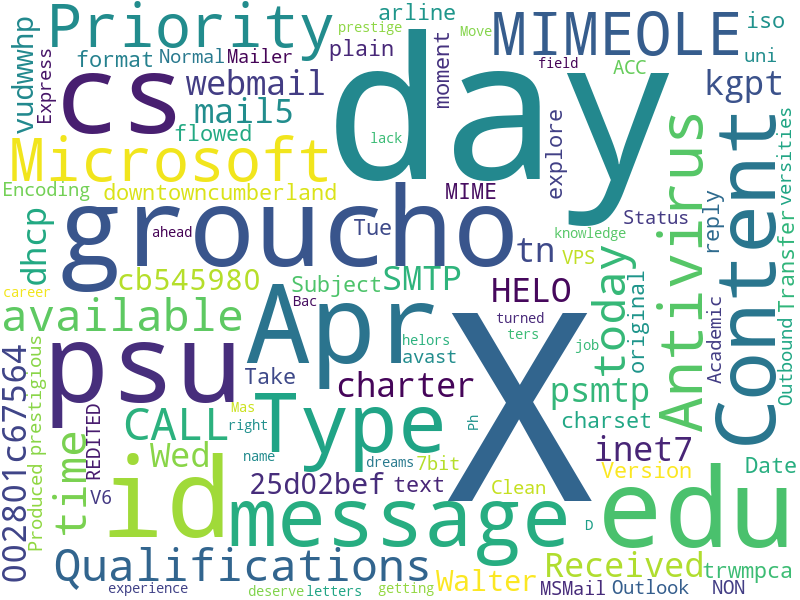 prestige
arline
Priority
MIMEOLE
iso
Move
vudwwhp
Express
format
Normal
Mailer
plain
moment
field
uni
ACC
day
cs
webmail
kgpt
mail5
flowed
lack
Microsoft
explore
Antivirus
Content
versities
Encoding
downtowncumberland
MIME
Status
reply
groucho
Tue
ahead
tn
knowledge
dhcp
VPS
today
Transfer
cb545980
Subject
SMTP
HELO
original
career
Bac
available
Apr
X
turned
ters
job
Academic
Outbound
psu
helors
avast
Take
charter
psmtp
002801c67564
Produced
prestigious
REDITED
time
CALL
Mas
right
Type
Ph
charset
Wed
name
dreams
7bit
inet7
Version
Date
V6
id
25d02bef
text
Clean
message
D
edu
Qualifications
Walter
Received
trwmpca
experience
deserve
letters
getting
MSMail
Outlook
NON